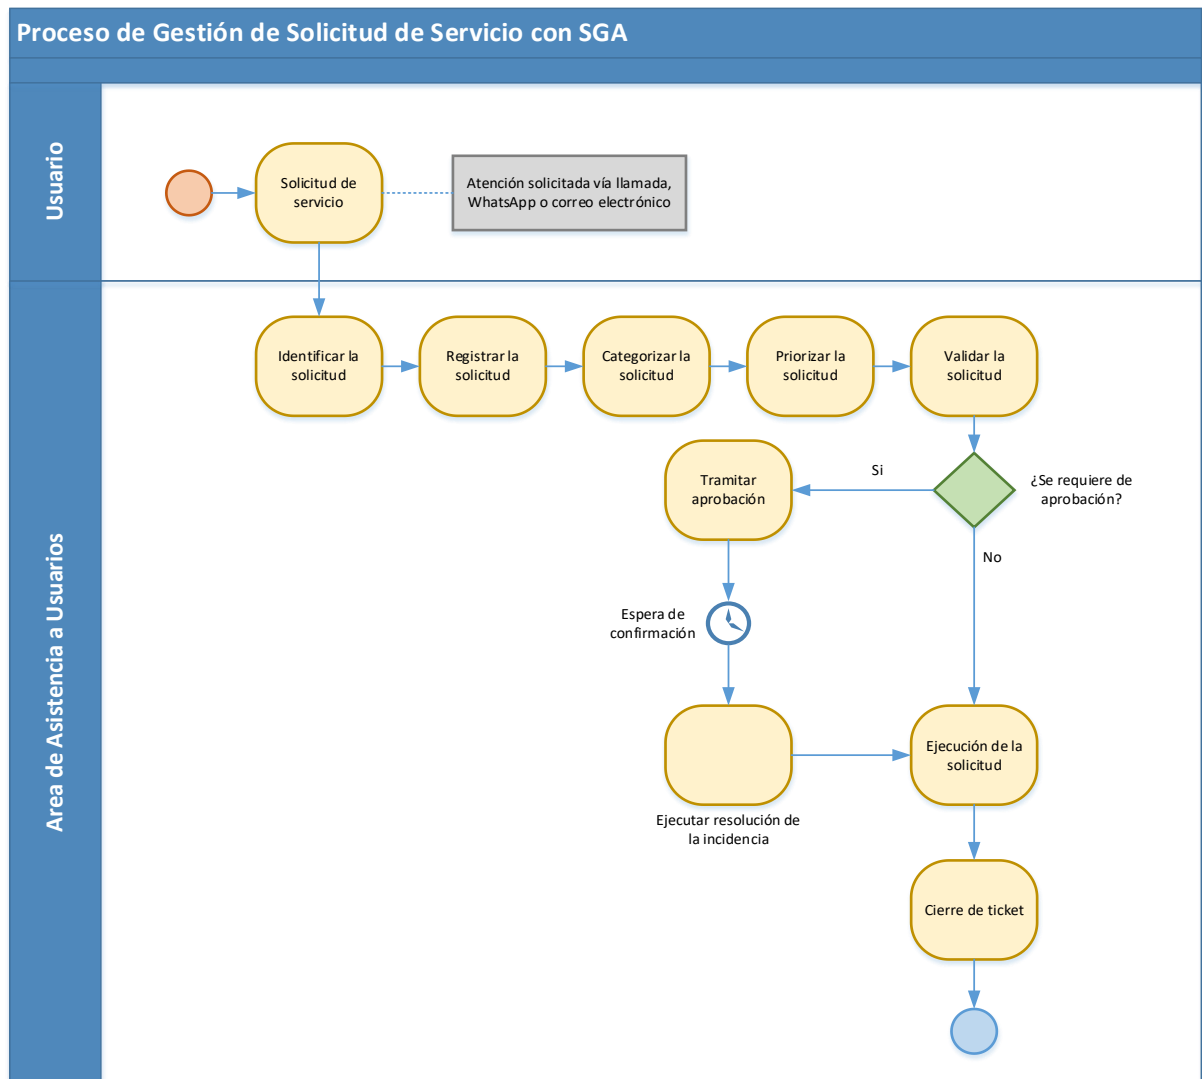 Proceso de Gestión de Solicitud de Servicio con SGA
Usuario
Solicitud de
servicio
Atención solicitada vía llamada,
WhatsApp o correo electrónico
Area de Asistencia a Usuarios
Identificar la
solicitud
Registrar la
solicitud
Categorizar la
solicitud
Priorizar la
solicitud
Validar la
solicitud
Tramitar
aprobación
Si
¿Se requiere de
aprobación?
No
Espera de
confirmación
Ejecutar resolución de
la incidencia
Ejecución de la
solicitud
Cierre de ticket